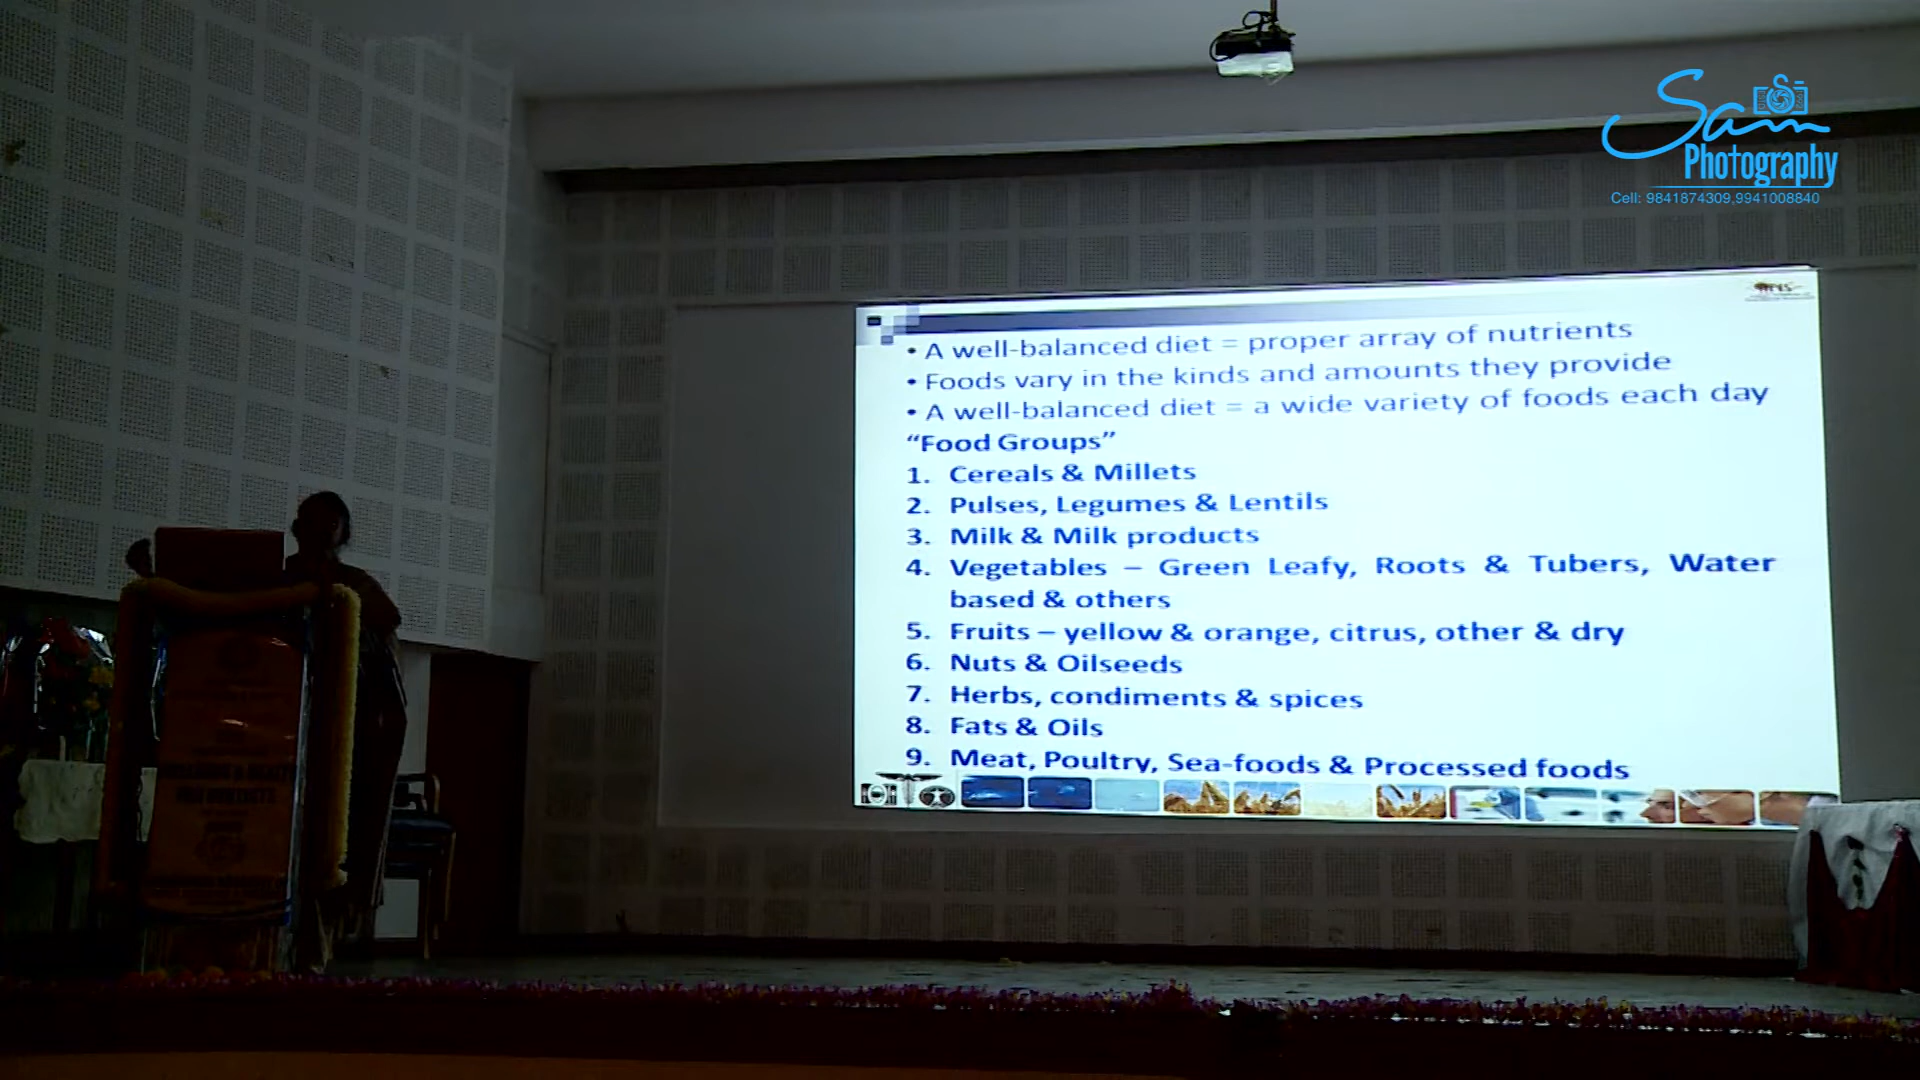 Sam
Photography
Cell: 9841874309,9941008840
• A well-balanced diet = proper array of nutrients
• Foods vary in the kinds and amounts they provide
• A well-balanced diet = a wide variety of foods each day
“Food Groups”
1. Cereals & Millets
2. Pulses, Legumes & Lentils
3. Milk & Milk products
4. Vegetables – Green Leafy, Roots & Tubers, Water
based & others
5. Fruits – yellow & orange, citrus, other & dry
6. Nuts & Oilseeds
7. Herbs, condiments & spices
8. Fats & Oils
9. Meat, Poultry, Sea-foods & Processed foods